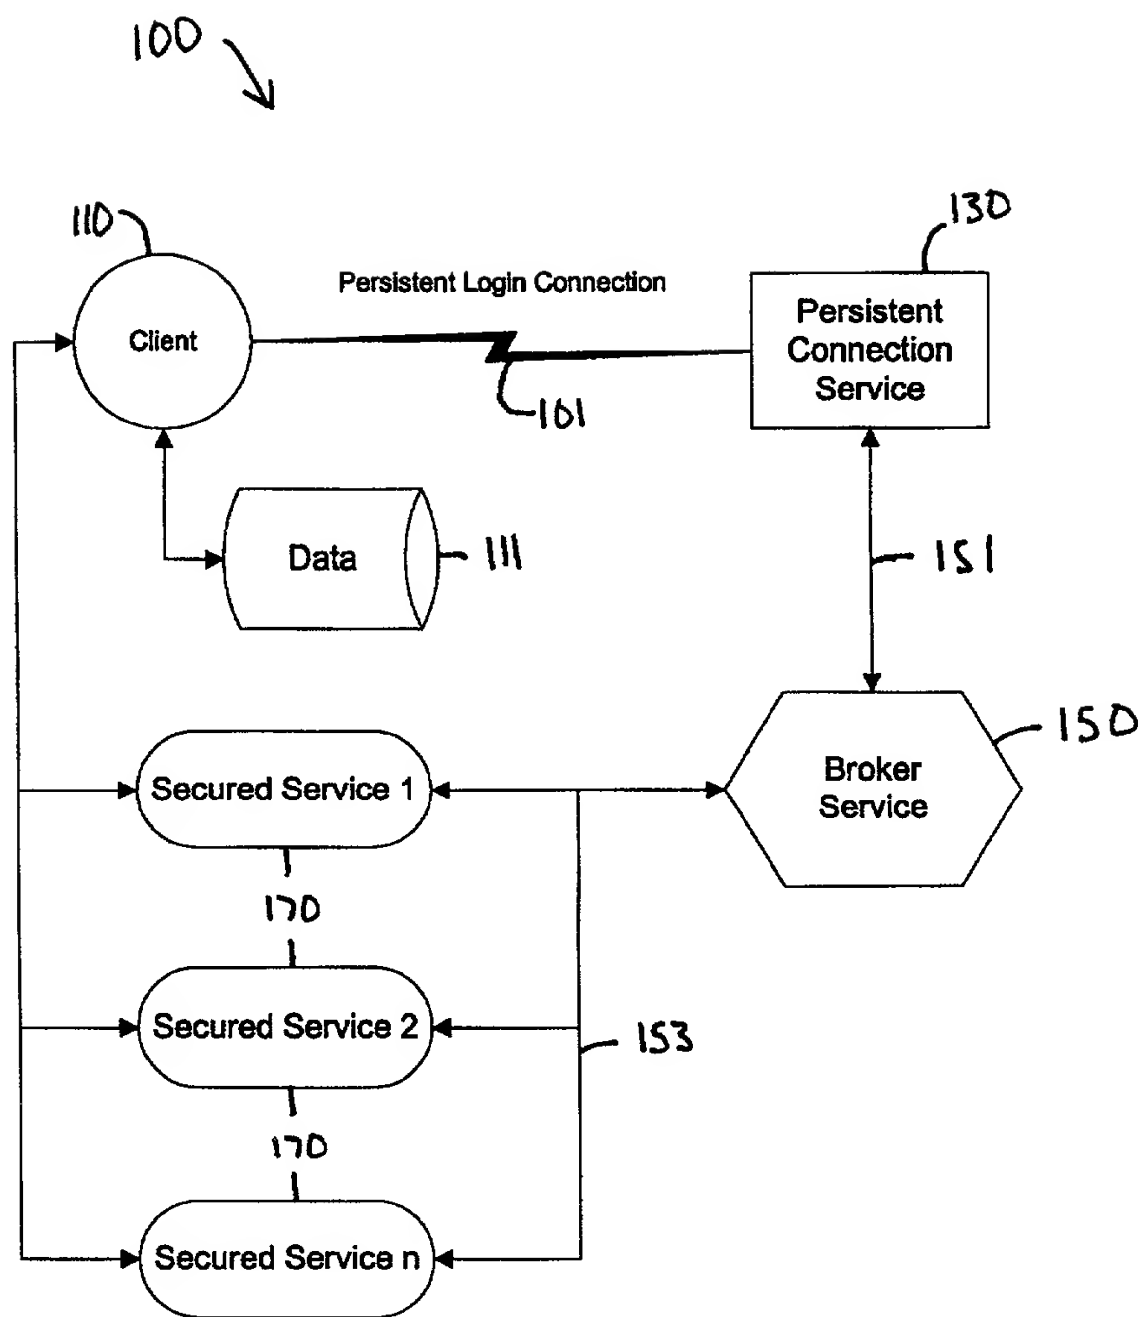 100
110
130
Persistent Login Connection
Persistent
Connection
Service
Client
101
Data
111
151
150
Secured Service 1
Broker
Service
170
Secured Service 2
153
170
Secured Service n